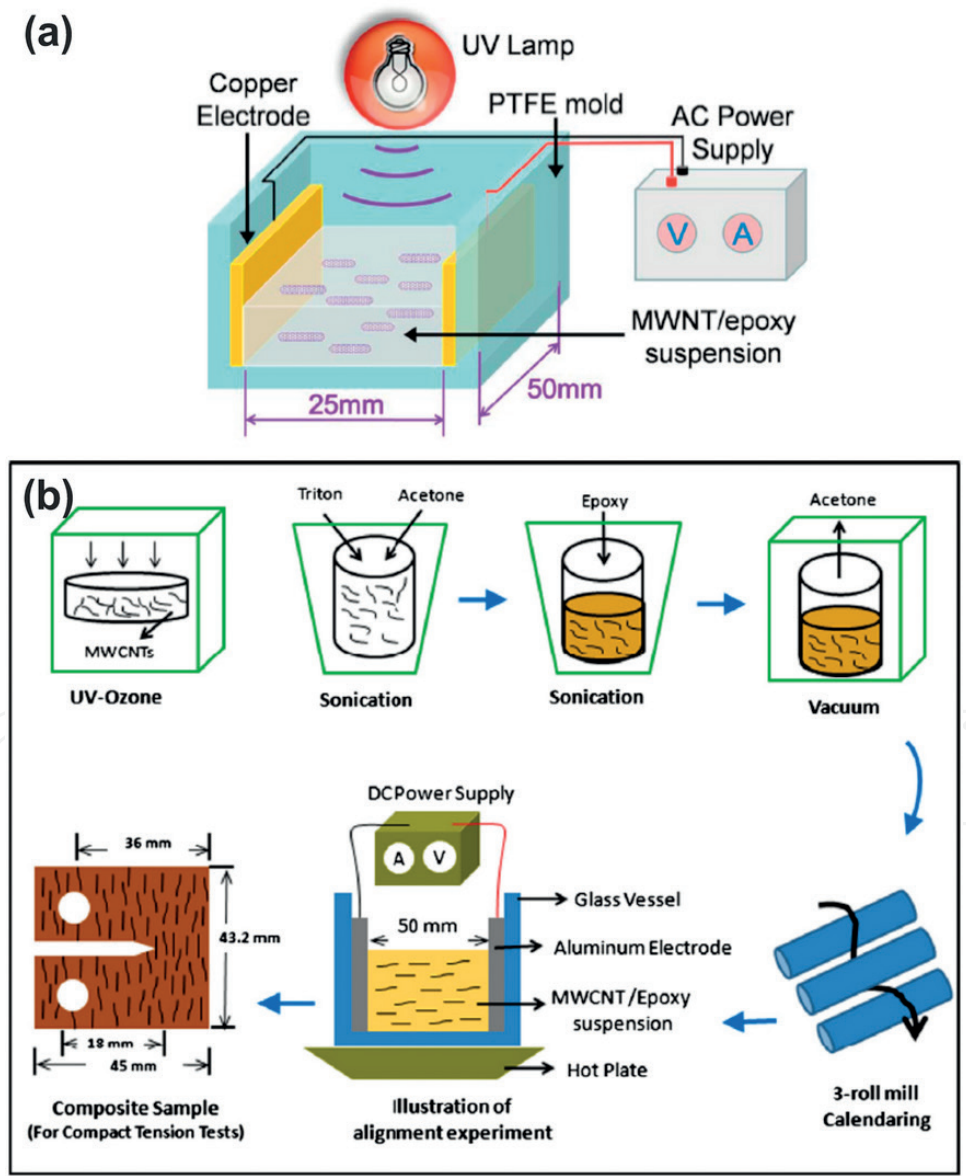 (a)
UV Lamp
Copper
Electrode
PTFE mold
AC Power
Supply
V
A
MWNT/epoxy
suspension
25mm
50mm
(b)
MWCNTs
UV-Ozone
Triton
Acetone
Sonication
Epoxy
Sonication
Acetone
Vacuum
36 mm
43.2 mm
18 mm
45 mm
Composite Sample
(For Compact Tension Tests)
DCPower Supply
A
V
50 mm
Glass Vessel
Aluminum Electrode
MWCNT/Epoxy
suspension
Hot Plate
Illustration of
alignment experiment
3-roll mill
Calendaring